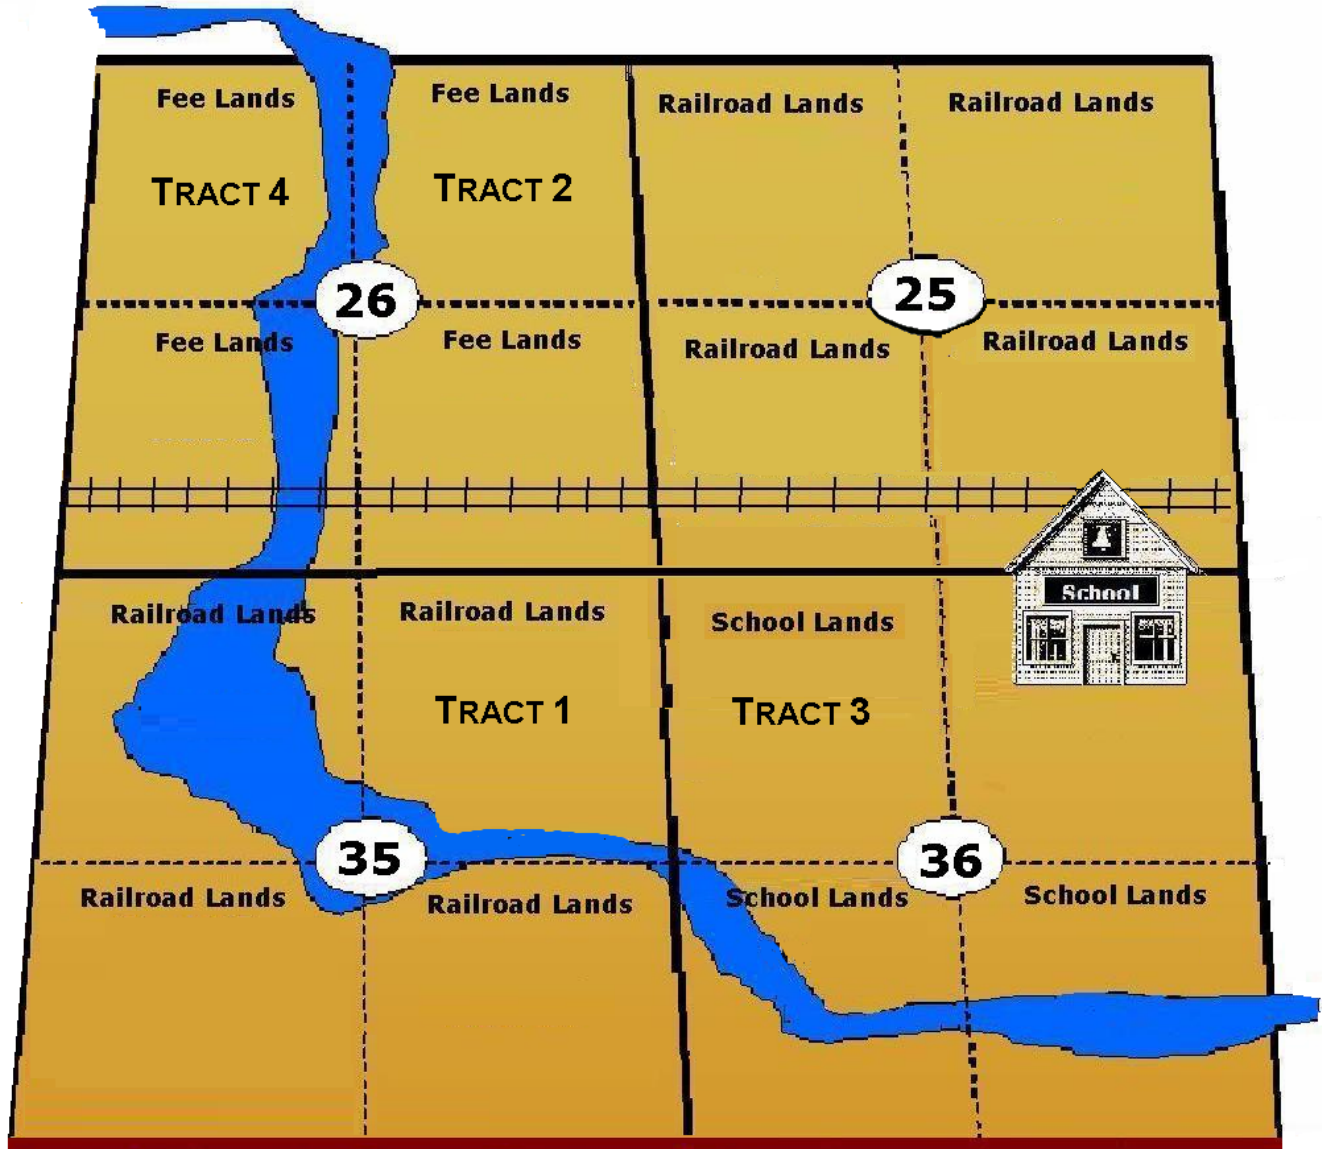 Fee Lands
Fee Lands
Railroad Lands
Railroad Lands
TRACT 4
TRACT 2
26
25
Fee Lands
Fee Lands
Railroad Lands
Railroad Lands
School
Railroad Lands
Railroad Lands
School Lands
TRACT 1
TRACT 3
35
36
Railroad Lands
Railroad Lands
School Lands
School Lands